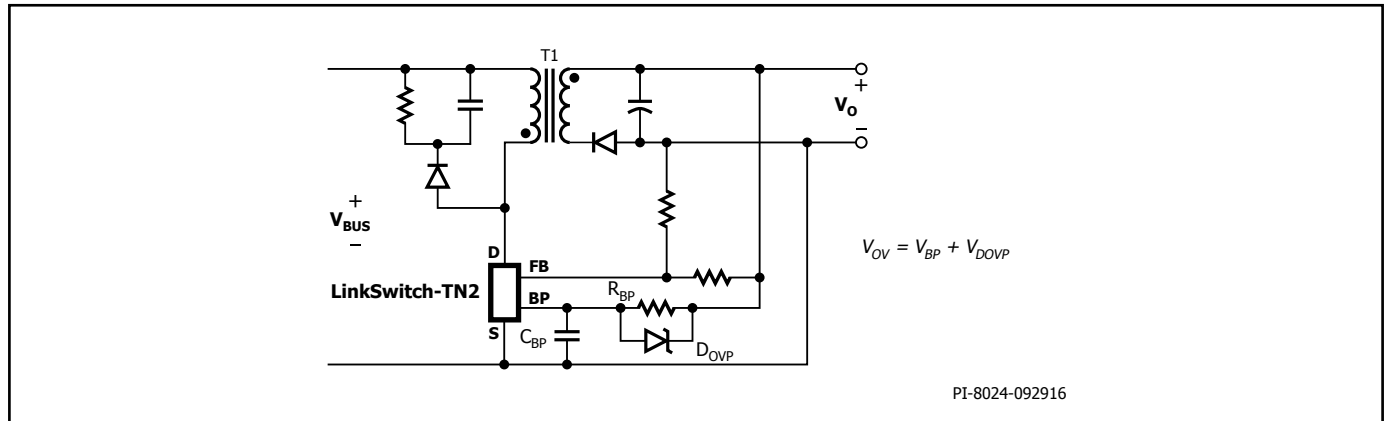 T1
+
V_O
–
+
V_BUS
–
D
FB
V_OV = V_BP + V_DOVP
LinkSwitch-TN2
BP
R_BP
S
C_BP
D_OVP
PI-8024-092916